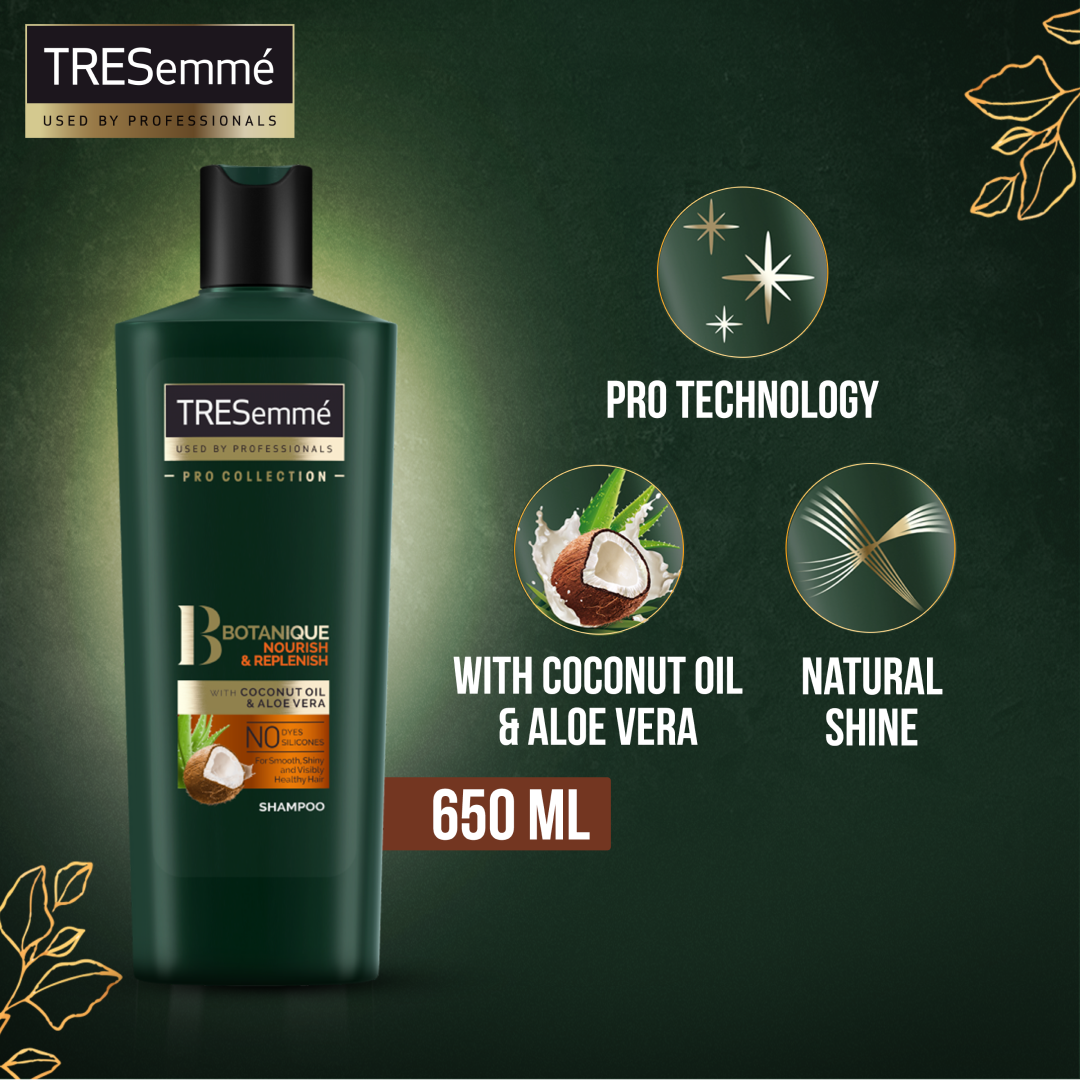 TRESemmé
USED BY PROFESSIONALS
TRESemmé
USED BY PROFESSIONALS
PRO COLLECTION
B BOTANIQUE
NOURISH
& REPLENISH
WITH COCONUT OIL
& ALOE VERA
NO DYES
SILICONES
For Smooth, Shiny
and Visibly
Healthy Hair
SHAMPOO
PRO TECHNOLOGY
WITH COCONUT OIL
& ALOE VERA
NATURAL
SHINE
650 ML